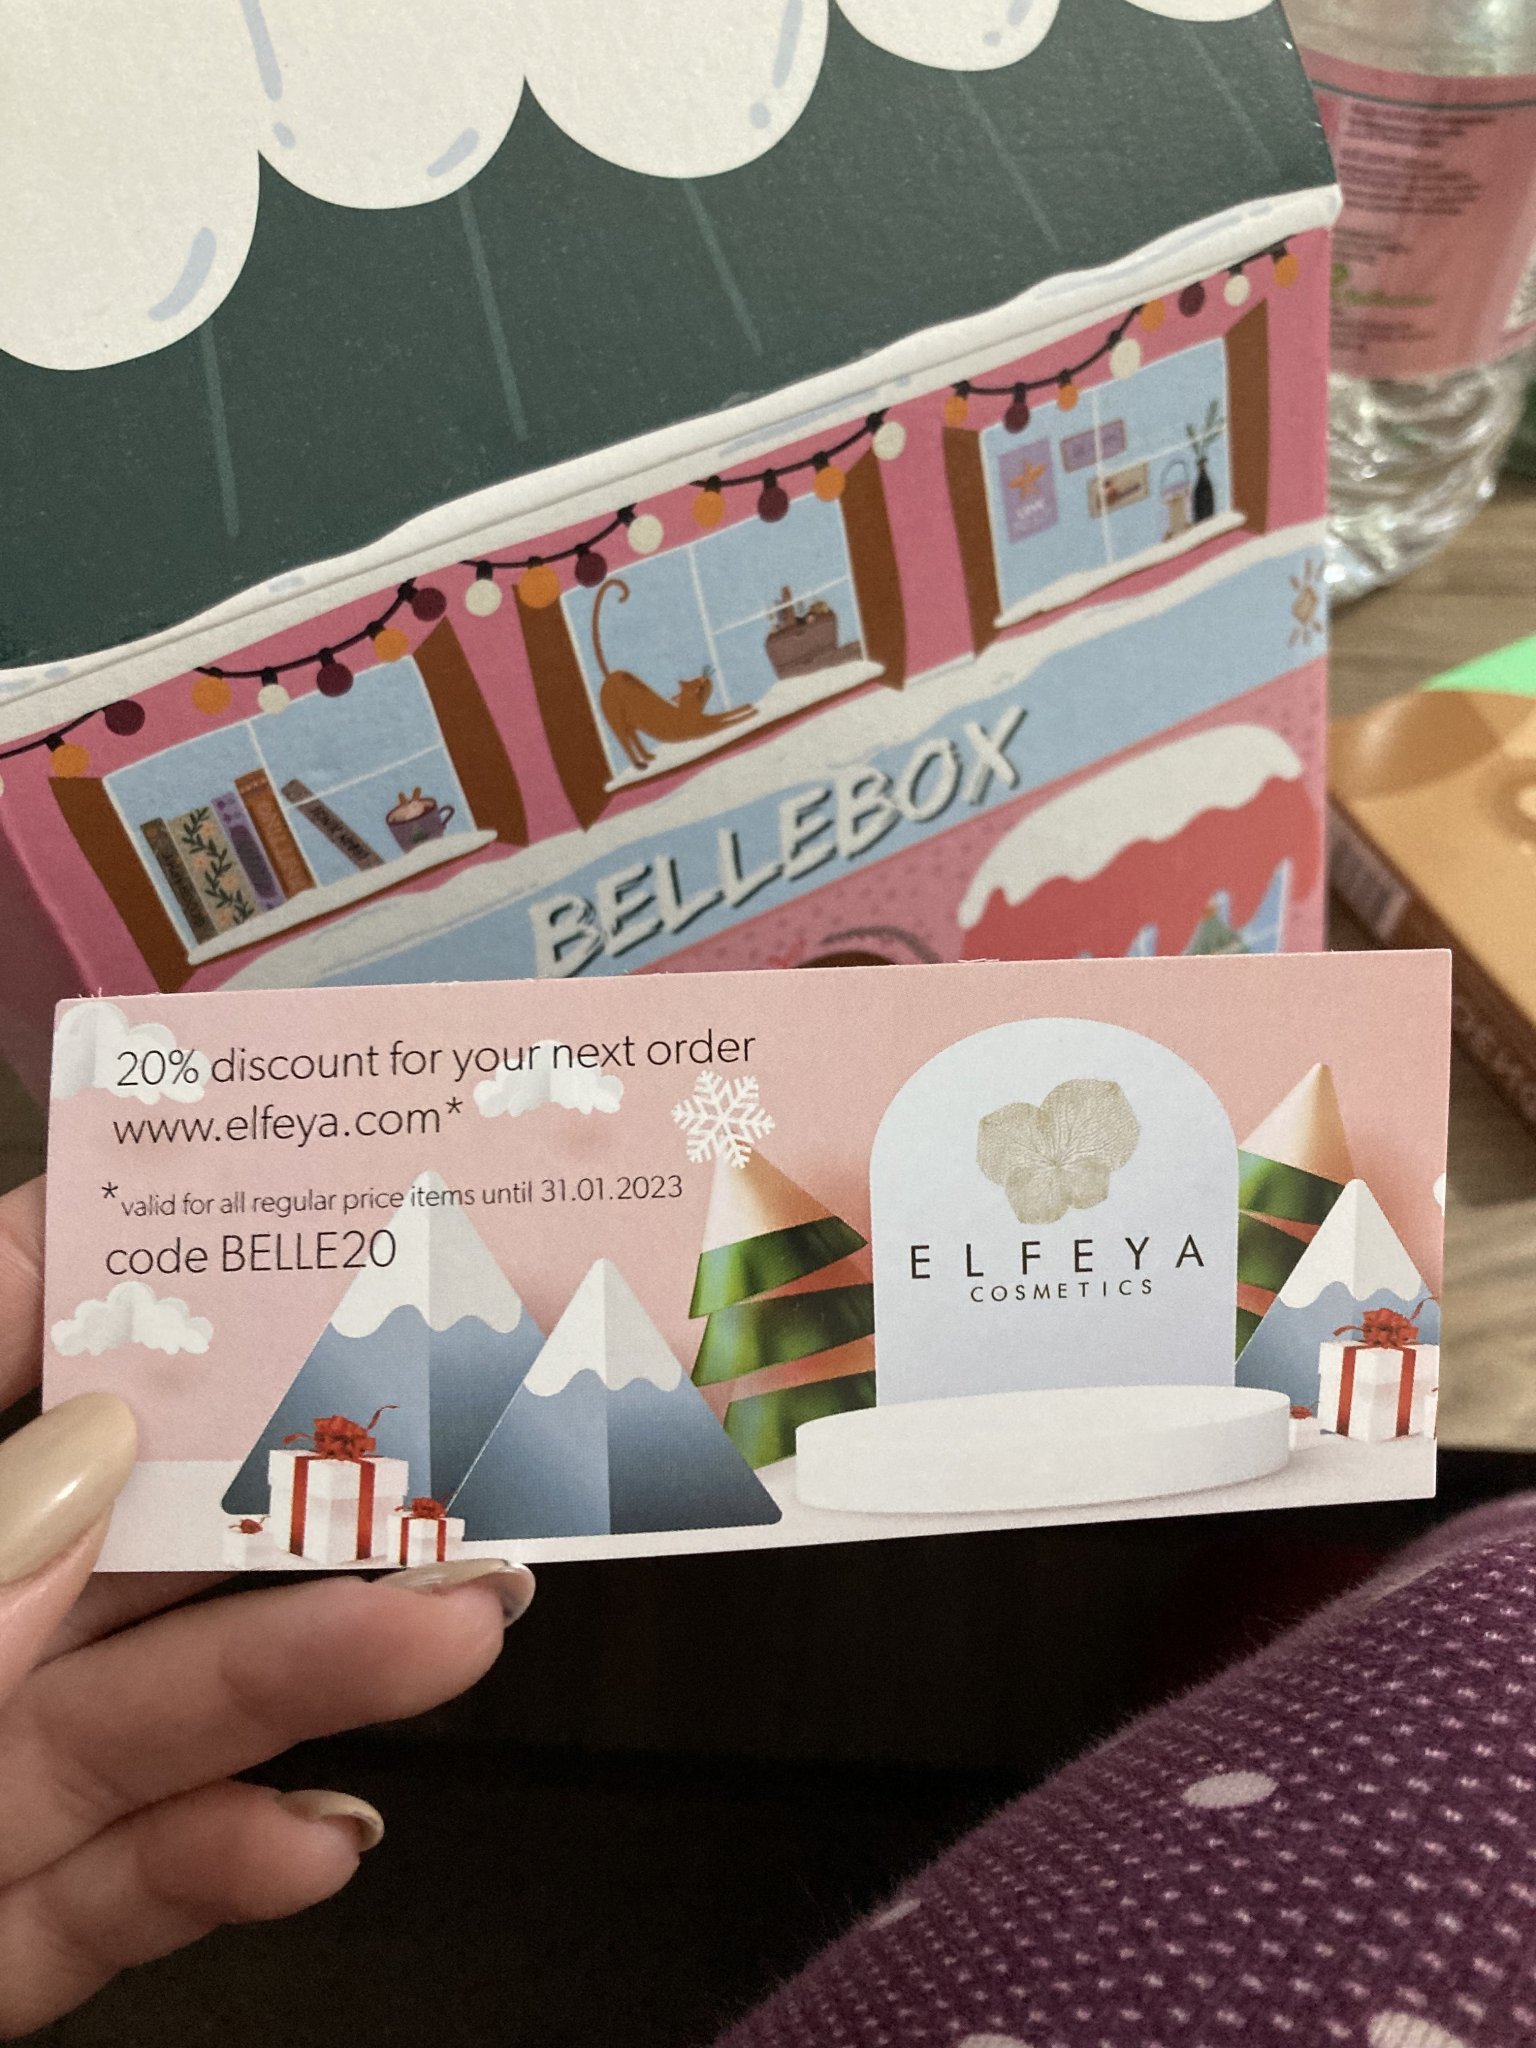 BELLEBOX
20% discount for your next order
www.elfeya.com*
*valid for all regular price items until 31.01.2023
code BELLE20
ELFEYA
COSMETICS